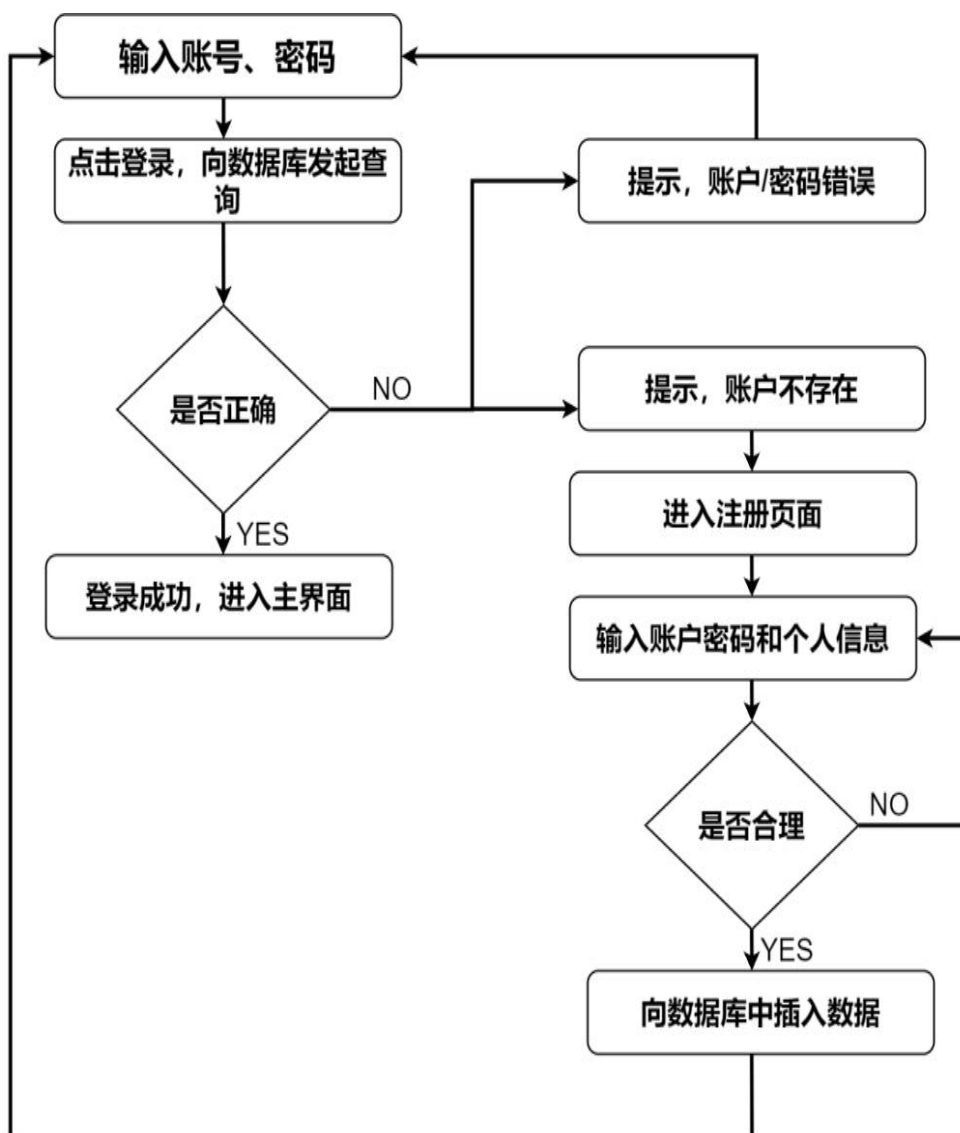 输入账号、密码
点击登录，向数据库发起查
询
提示，账户/密码错误
是否正确
NO
提示，账户不存在
进入注册页面
YES
登录成功，进入主界面
输入账户密码和个人信息
是否合理
NO
YES
向数据库中插入数据